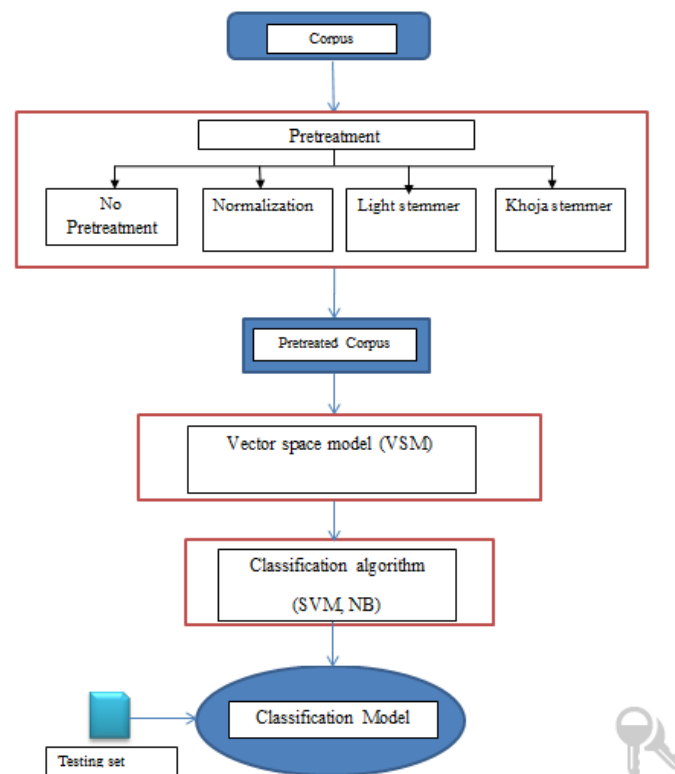 Corpus
Pretreatment
No
Pretreatment
Normalization
Light stemmer
Khoja stemmer
Pretreated Corpus
Vector space model (VSM)
Classification algorithm
(SVM, NB)
Classification Model
Testing set